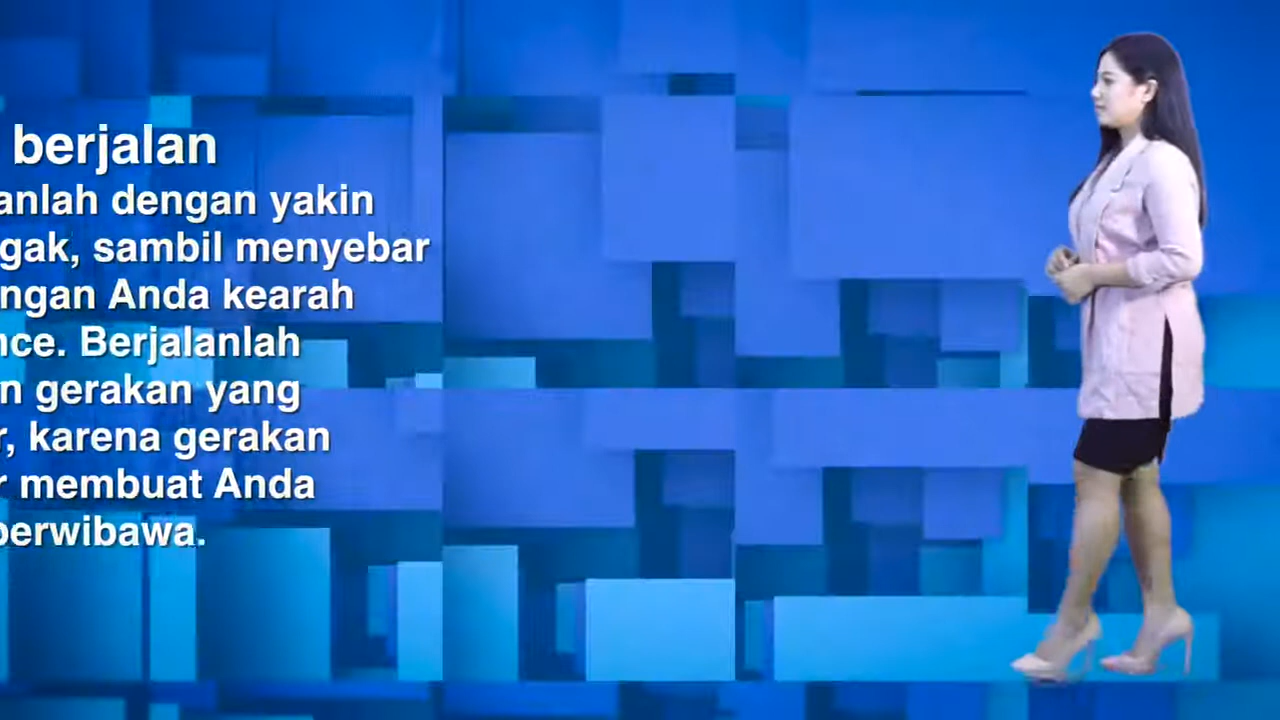 berjalan
anlah dengan yakin
gak, sambil menyebar
ngan Anda kearah
nce. Berjalanlah
n gerakan yang
r, karena gerakan
r membuat Anda
berwibawa.